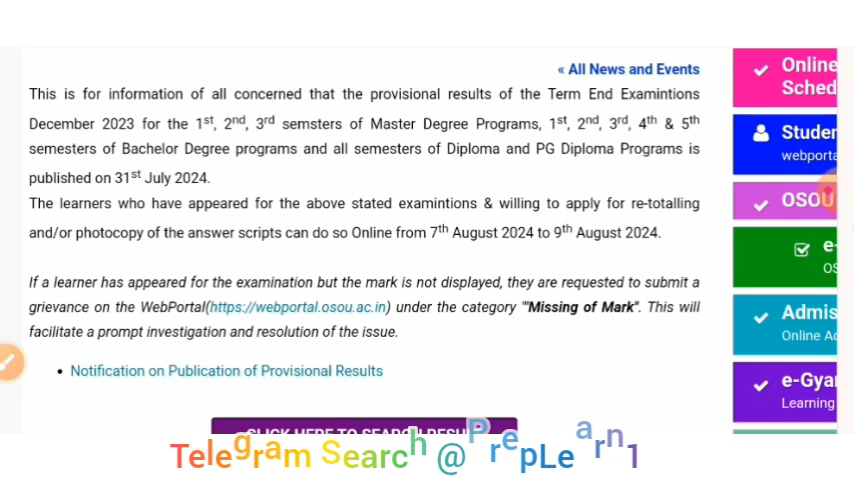 « All News and Events
This is for information of all concerned that the provisional results of the Term End Examintions
December 2023 for the 1st, 2nd, 3rd semsters of Master Degree Programs, 1st, 2nd, 3rd, 4th & 5th
semesters of Bachelor Degree programs and all semesters of Diploma and PG Diploma Programs is
published on 31st July 2024.
The learners who have appeared for the above stated examintions & willing to apply for re-totalling
and/or photocopy of the answer scripts can do so Online from 7th August 2024 to 9th August 2024.
If a learner has appeared for the examination but the mark is not displayed, they are requested to submit a
grievance on the WebPortal(https://webportal.osou.ac.in) under the category "“Missing of Mark”. This will
facilitate a prompt investigation and resolution of the issue.
• Notification on Publication of Provisional Results
CLICK HERE TO SEARCH RESULT
Online
Sched
Studen
webporta
OSOU
e-
OS
Admis
Online Ad
e-Gya
Learning
Telegram Search @PrepLearn1